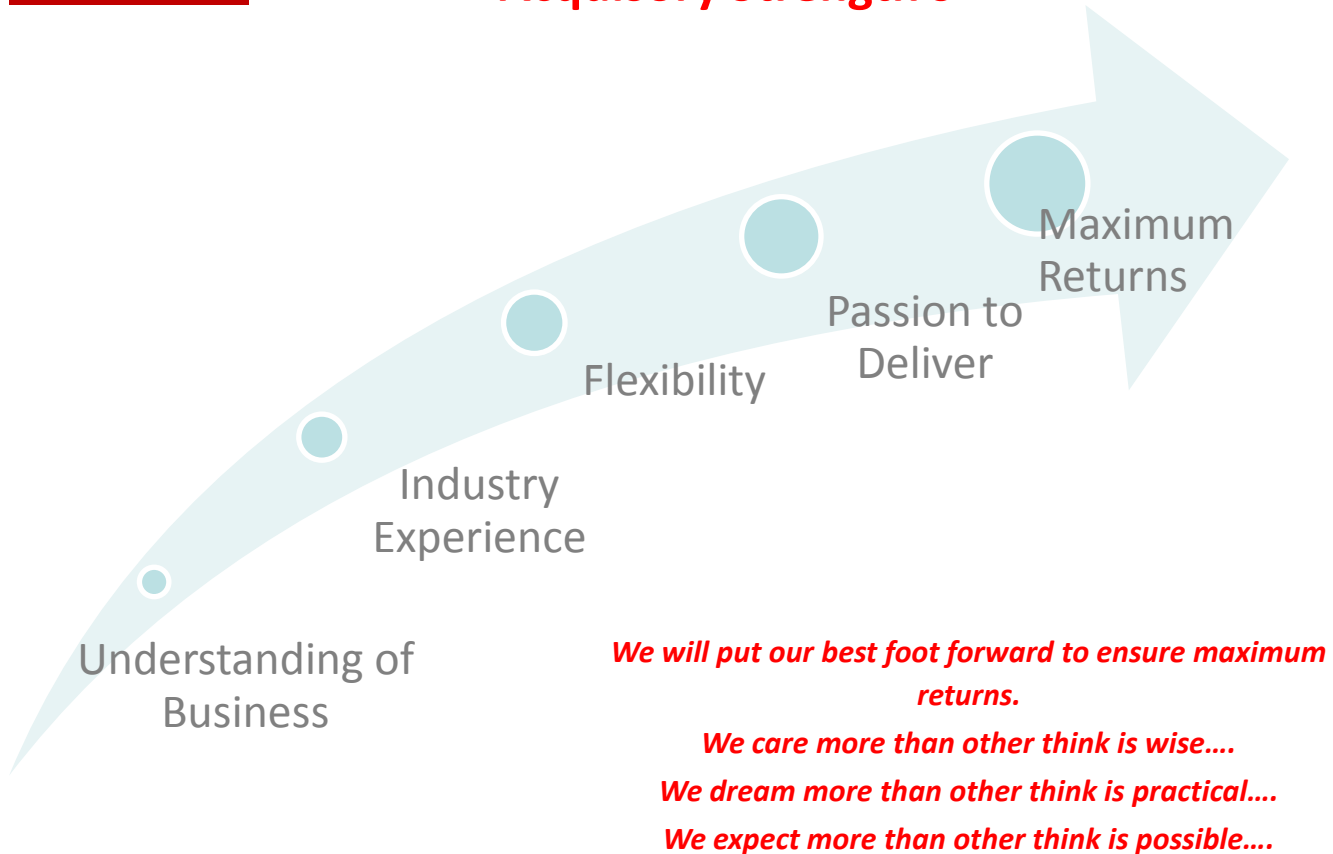 Acquisory Strengths
Maximum
Returns
Passion to
Deliver
Flexibility
Industry
Experience
Understanding of
Business
We will put our best foot forward to ensure maximum
returns.
We care more than other think is wise….
We dream more than other think is practical….
We expect more than other think is possible….